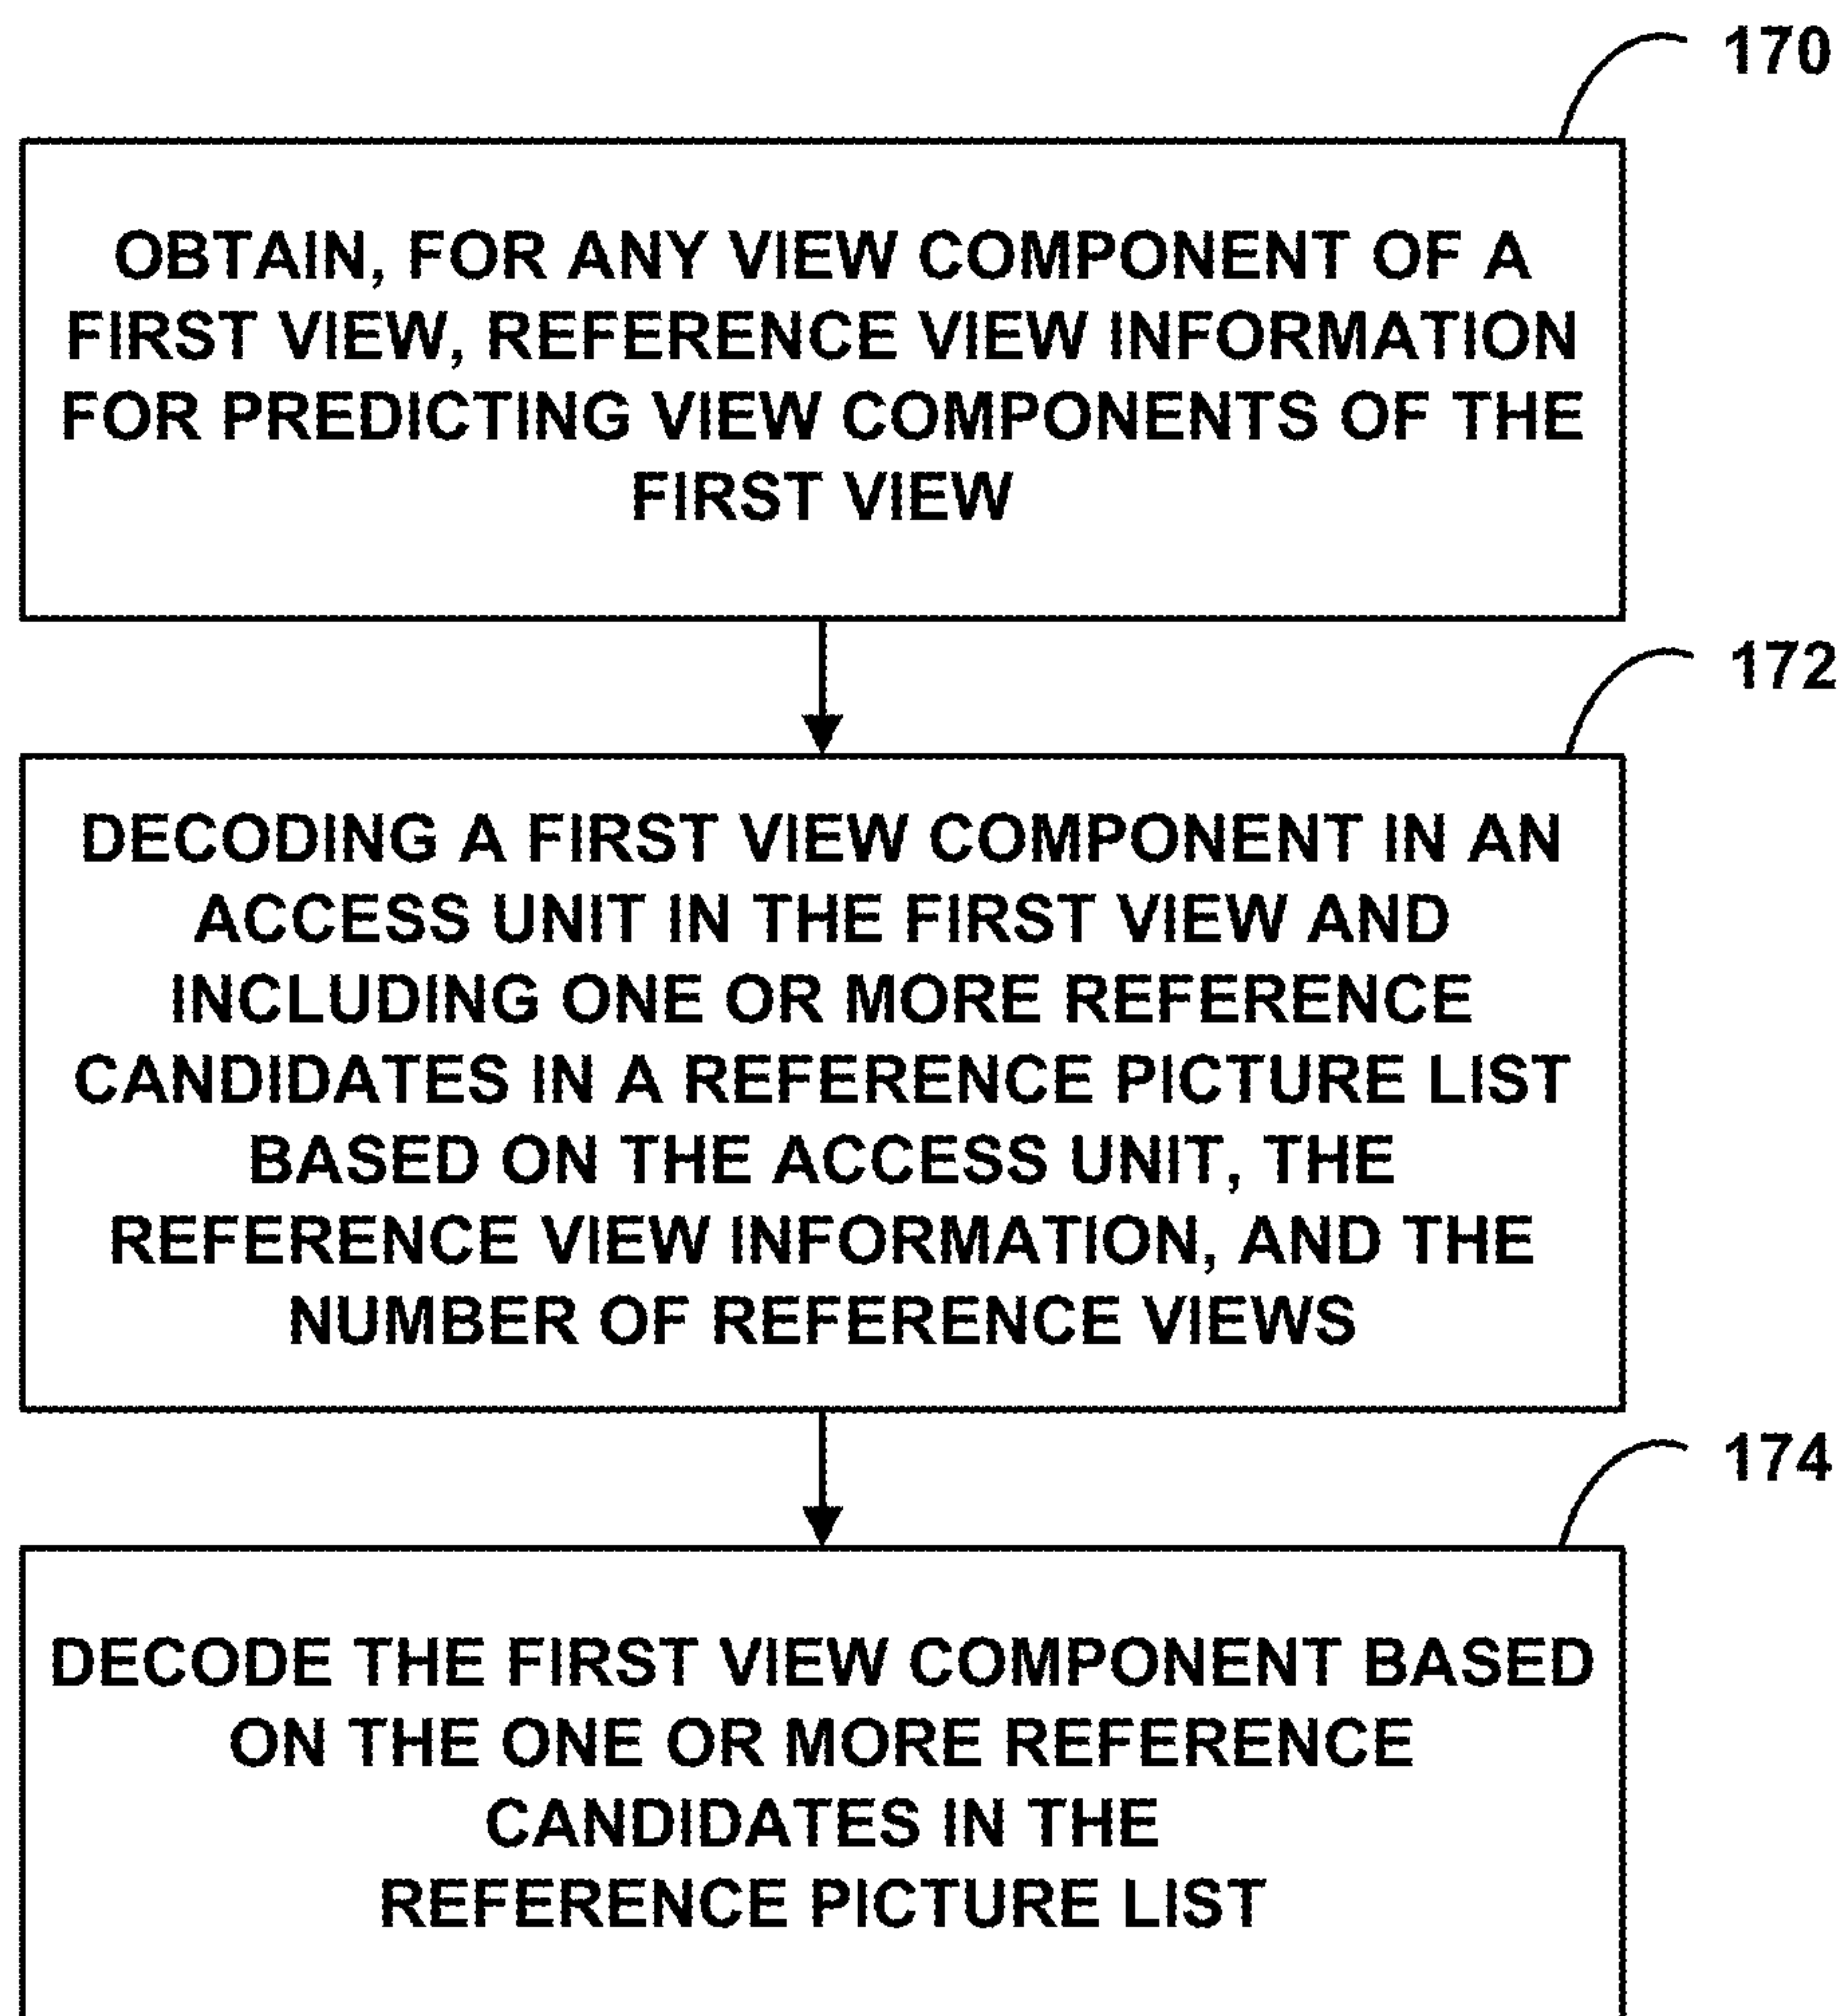 170
OBTAIN, FOR ANY VIEW COMPONENT OF A
FIRST VIEW, REFERENCE VIEW INFORMATION
FOR PREDICTING VIEW COMPONENTS OF THE
FIRST VIEW
172
DECODING A FIRST VIEW COMPONENT IN AN
ACCESS UNIT IN THE FIRST VIEW AND
INCLUDING ONE OR MORE REFERENCE
CANDIDATES IN A REFERENCE PICTURE LIST
BASED ON THE ACCESS UNIT, THE
REFERENCE VIEW INFORMATION, AND THE
NUMBER OF REFERENCE VIEWS
174
DECODE THE FIRST VIEW COMPONENT BASED
ON THE ONE OR MORE REFERENCE
CANDIDATES IN THE
REFERENCE PICTURE LIST